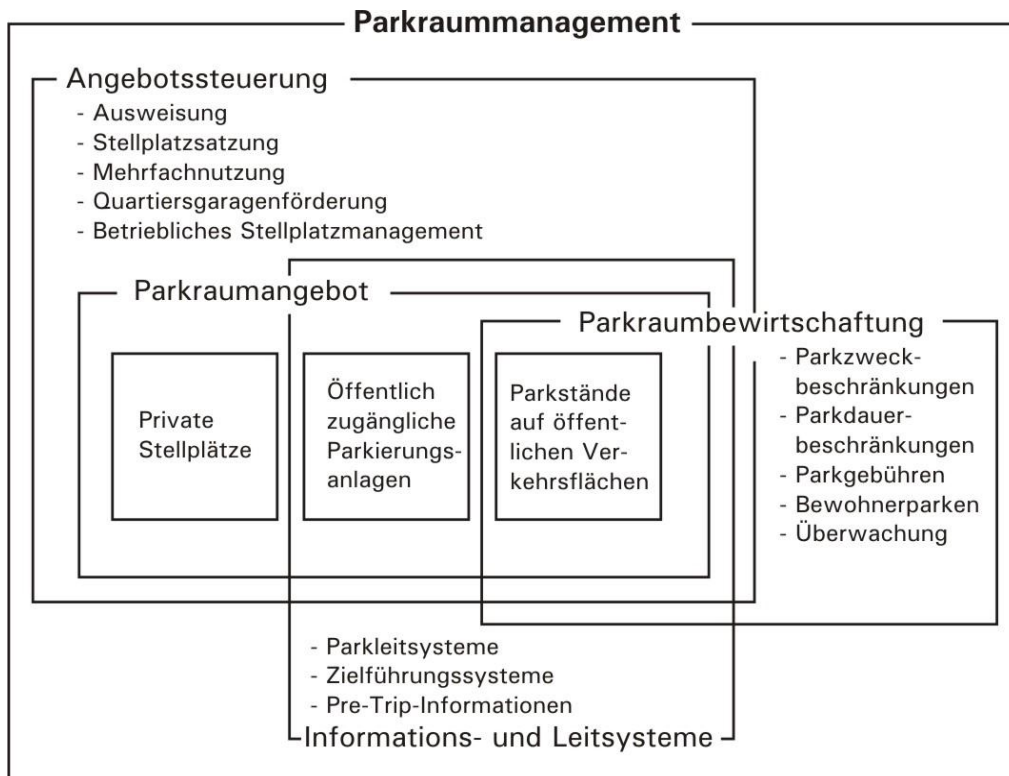 Parkraummanagement
Angebotssteuerung
- Ausweisung
- Stellplatzsatzung
- Mehrfachnutzung
- Quartiersgaragenförderung
- Betriebliches Stellplatzmanagement
Parkraumangebot
Private
Stellplätze
Öffentlich
zugängliche
Parkierungs-
anlagen
Parkstände
auf öffent-
lichen Ver-
kehrsflächen
Parkraumbewirtschaftung
- Parkzweck-
beschränkungen
- Parkdauer-
beschränkungen
- Parkgebühren
- Bewohnerparken
- Überwachung
- Parkleitsysteme
- Zielführungssysteme
- Pre-Trip-Informationen
Informations- und Leitsysteme